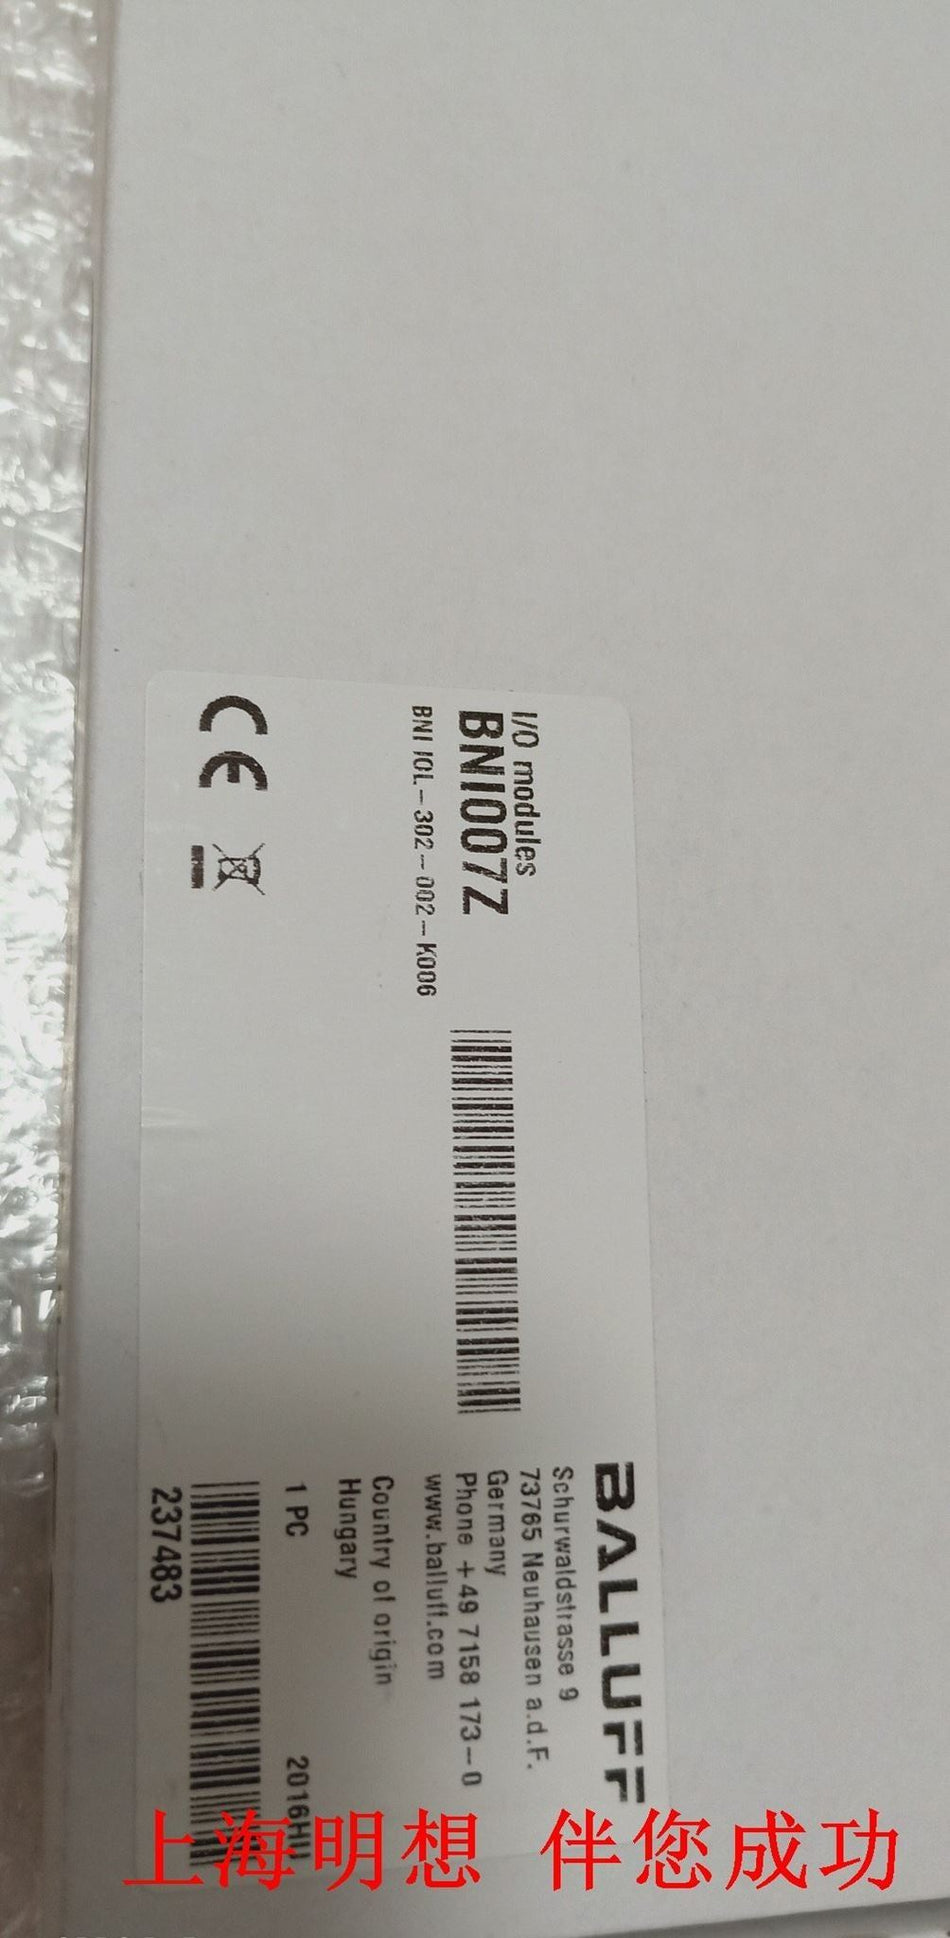 I/O modules
BNI007Z
BNI IOL-302-002-K006
BALLUFF
Schurwaldstrasse 9
73765 Neuhausen a.d.F.
Germany
Phone +49 7158 173-0
www.balluff.com
Country of origin
Hungary
1 PC
237483
CE
上海明想 伴您成功